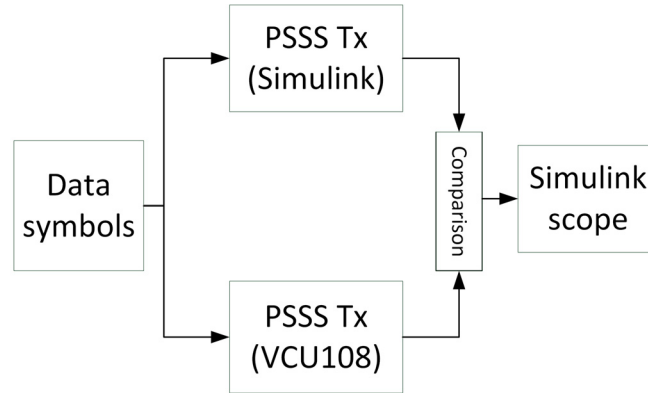 PSSS Tx
(Simulink)
Data
symbols
Comparison
Simulink
scope
PSSS Tx
(VCU108)